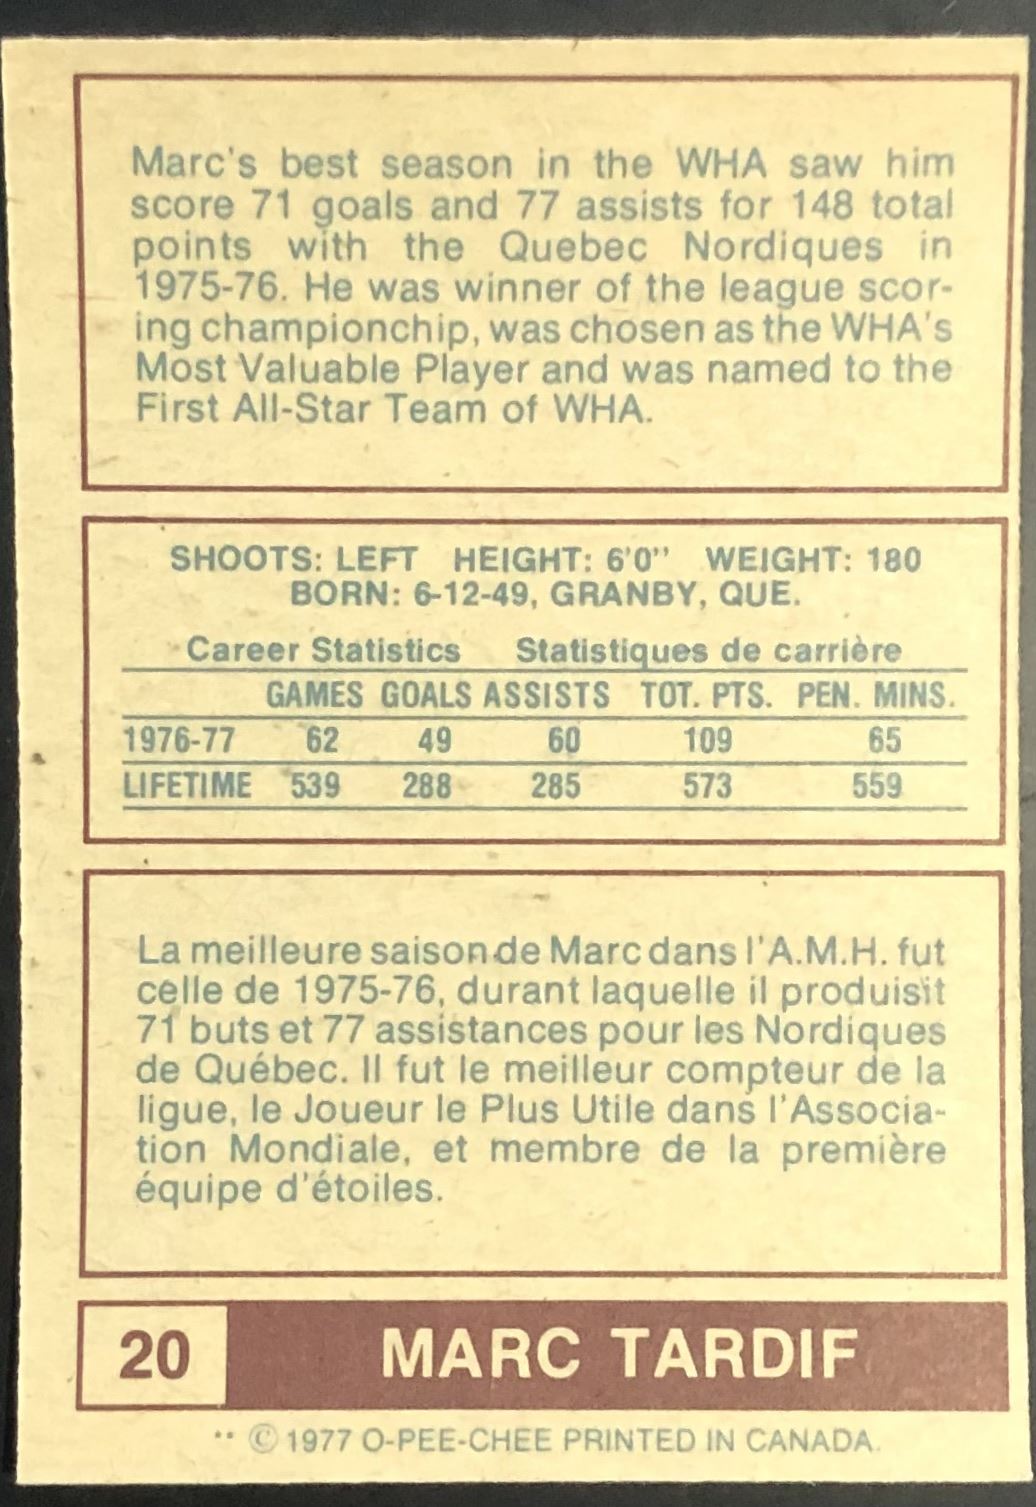 Marc's best season in the WHA saw him
score 71 goals and 77 assists for 148 total
points with the Quebec Nordiques in
1975-76. He was winner of the league scor-
ing championchip, was chosen as the WHA's
Most Valuable Player and was named to the
First All-Star Team of WHA.
SHOOTS: LEFT HEIGHT: 6'0" WEIGHT: 180
BORN: 6-12-49, GRANBY, QUE.
Career Statistics Statistiques de carrière
GAMES GOALS ASSISTS TOT. PTS. PEN. MINS.
1976-77 62 49 60 109 65
LIFETIME 539 288 285 573 559
La meilleure saison de Marc dans l'A.M.H. fut
celle de 1975-76, durant laquelle il produisit
71 buts et 77 assistances pour les Nordiques
de Québec. Il fut le meilleur compteur de la
ligue, le Joueur le Plus Utile dans l'Associa-
tion Mondiale, et membre de la première
équipe d'étoiles.
20 MARC TARDIF
** © 1977 O-PEE-CHEE PRINTED IN CANADA.